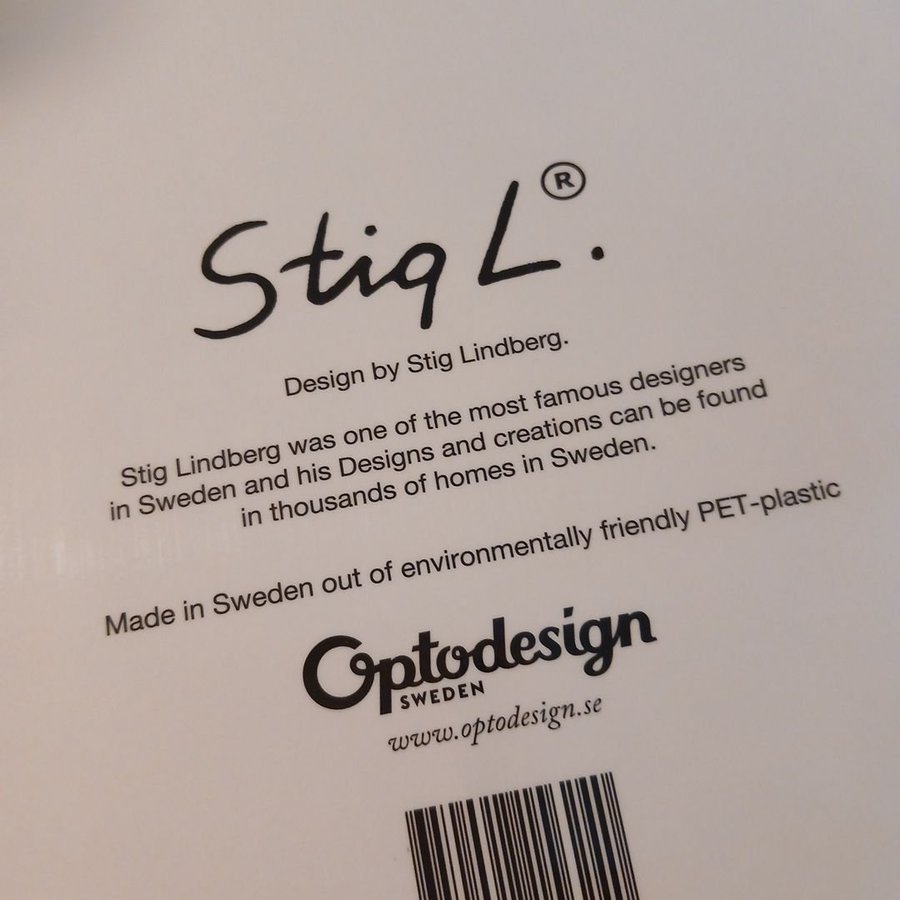 Stig L.®
Design by Stig Lindberg.
Stig Lindberg was one of the most famous designers
in Sweden and his Designs and creations can be found
in thousands of homes in Sweden.
Made in Sweden out of environmentally friendly PET-plastic
Optodesign
SWEDEN
www.optodesign.se